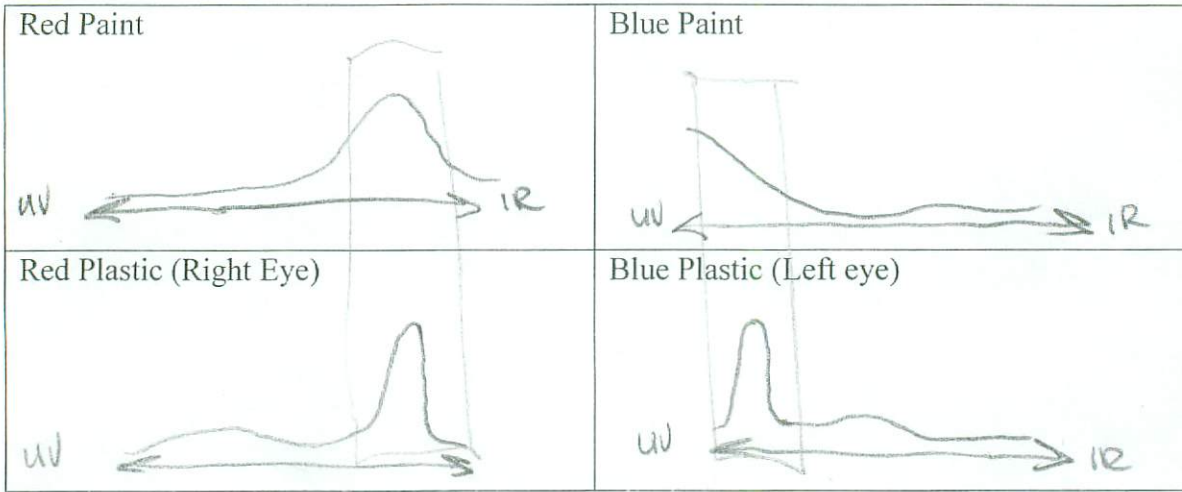 Red Paint
UV IR
Blue Paint
UV IR
Red Plastic (Right Eye)
UV
Blue Plastic (Left eye)
UV IR